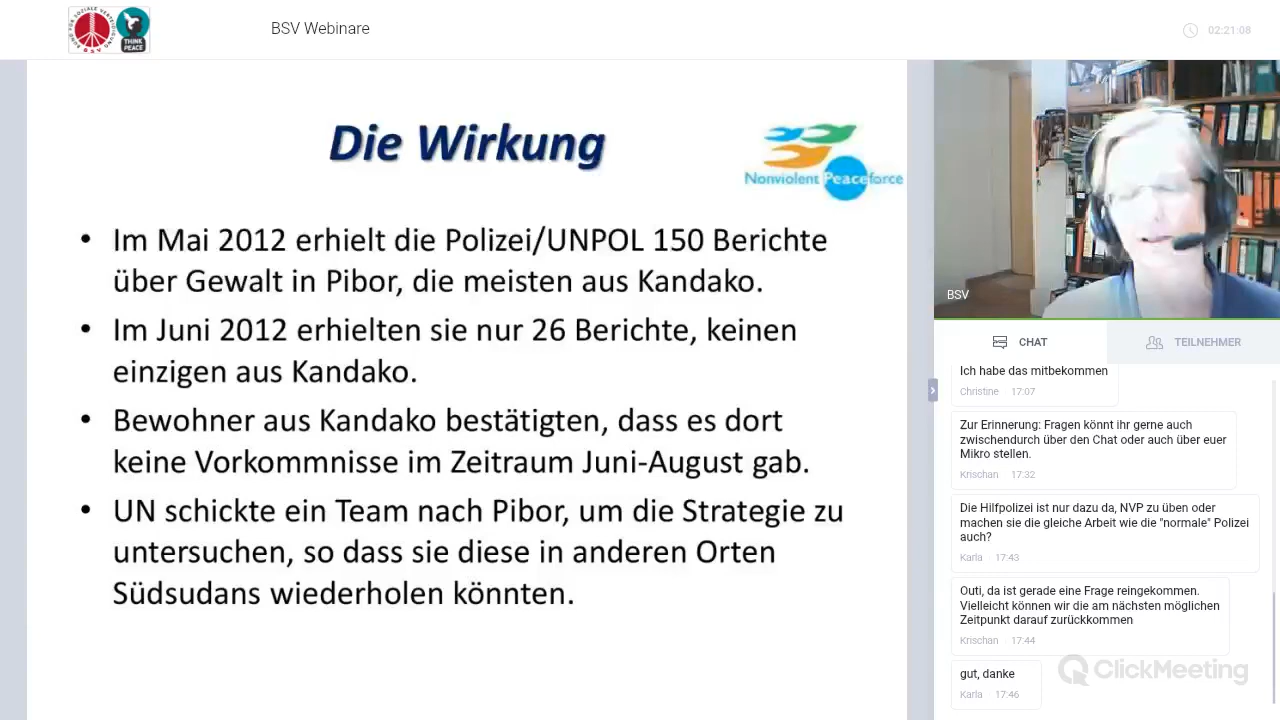 BSV Webinare
02:21:08
THINK
PEACE
Die Wirkung
Nonviolent Peaceforce
• Im Mai 2012 erhielt die Polizei/UNPOL 150 Berichte
über Gewalt in Pibor, die meisten aus Kandako.
• Im Juni 2012 erhielten sie nur 26 Berichte, keinen
einzigen aus Kandako.
• Bewohner aus Kandako bestätigten, dass es dort
keine Vorkommnisse im Zeitraum Juni-August gab.
• UN schickte ein Team nach Pibor, um die Strategie zu
untersuchen, so dass sie diese in anderen Orten
Südsudans wiederholen könnten.
BSV
CHAT
TEILNEHMER
Ich habe das mitbekommen
Christine 17:07
Zur Erinnerung: Fragen könnt ihr gerne auch
zwischendurch über den Chat oder auch über euer
Mikro stellen.
Krischan 17:32
Die Hilfpolizei ist nur dazu da, NVP zu üben oder
machen sie die gleiche Arbeit wie die "normale" Polizei
auch?
Karla 17:43
Outi, da ist gerade eine Frage reingekommen.
Vielleicht können wir die am nächsten möglichen
Zeitpunkt darauf zurückkommen
Krischan 17:44
gut, danke
Karla 17:46
ClickMeeting